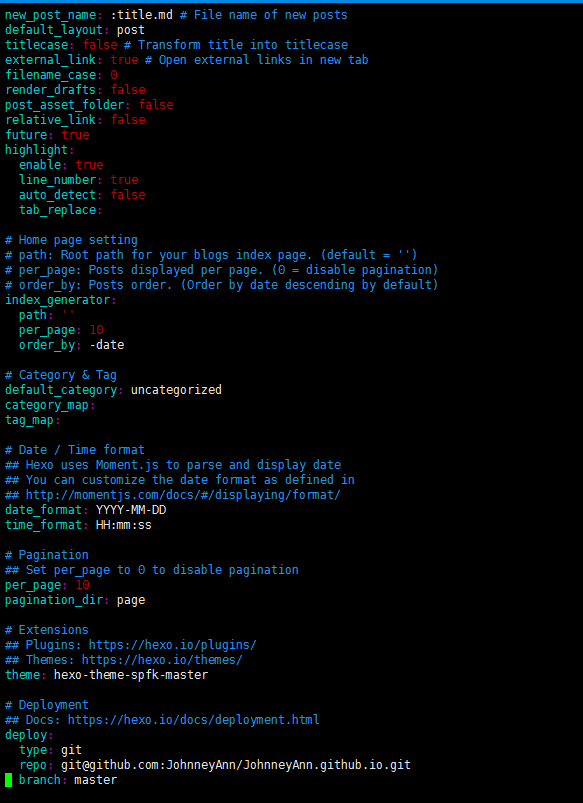 new_post_name: :title.md # File name of new posts
default_layout: post
titlecase: false # Transform title into titlecase
external_link: true # Open external links in new tab
filename_case: 0
render_drafts: false
post_asset_folder: false
relative_link: false
future: true
highlight:
  enable: true
  line_number: true
  auto_detect: false
  tab_replace:

# Home page setting
# path: Root path for your blogs index page. (default = '')
# per_page: Posts displayed per page. (0 = disable pagination)
# order_by: Posts order. (Order by date descending by default)
index_generator:
  path: ''
  per_page: 10
  order_by: -date

# Category & Tag
default_category: uncategorized
category_map:
tag_map:

# Date / Time format
## Hexo uses Moment.js to parse and display date
## You can customize the date format as defined in
## http://momentjs.com/docs/#/displaying/format/
date_format: YYYY-MM-DD
time_format: HH:mm:ss

# Pagination
## Set per_page to 0 to disable pagination
per_page: 10
pagination_dir: page

# Extensions
## Plugins: https://hexo.io/plugins/
## Themes: https://hexo.io/themes/
theme: hexo-theme-spfk-master

# Deployment
## Docs: https://hexo.io/docs/deployment.html
deploy:
  type: git
  repo: git@github.com:JohnneyAnn/JohnneyAnn.github.io.git
  branch: master